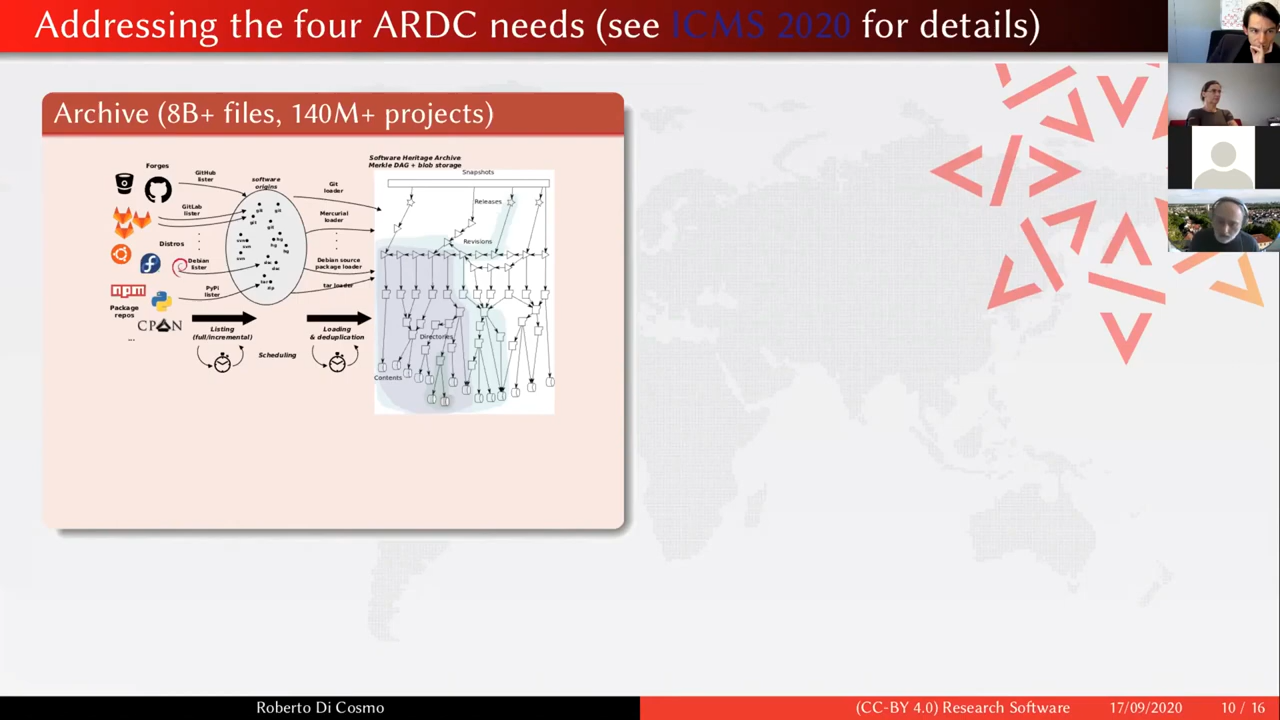 Addressing the four ARDC needs (see ICMS 2020 for details)
Archive (8B+ files, 140M+ projects)
Forges
GitHub
lister
GitLab
lister
Distros
Debian
lister
PyPi
lister
npm
Package
repos
CPAN
...
software
origins
Listing
(full/incremental)
Scheduling
Git
loader
Mercurial
loader
Debian source
package loader
tar loader
Loading
& deduplication
Software Heritage Archive
Merkle DAG + blob storage
Snapshots
Releases
Revisions
Directories
Contents
Roberto Di Cosmo
(CC-BY 4.0) Research Software
17/09/2020
10 / 16